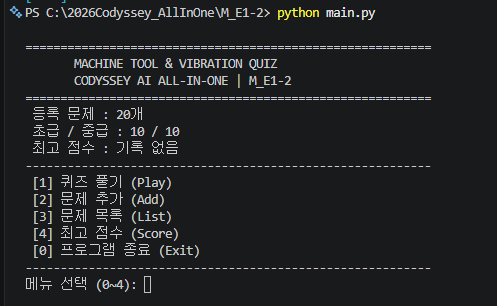 PS C:\2026Codyssey_AllInOne\M_E1-2> python main.py
======================================================
MACHINE TOOL & VIBRATION QUIZ
CODYSSEY AI ALL-IN-ONE | M_E1-2
======================================================
등록 문제 : 20개
초급 / 중급 : 10 / 10
최고 점수 : 기록 없음
------------------------------------------------------
[1] 퀴즈 풀기 (Play)
[2] 문제 추가 (Add)
[3] 문제 목록 (List)
[4] 최고 점수 (Score)
[0] 프로그램 종료 (Exit)
------------------------------------------------------
메뉴 선택 (0~4):